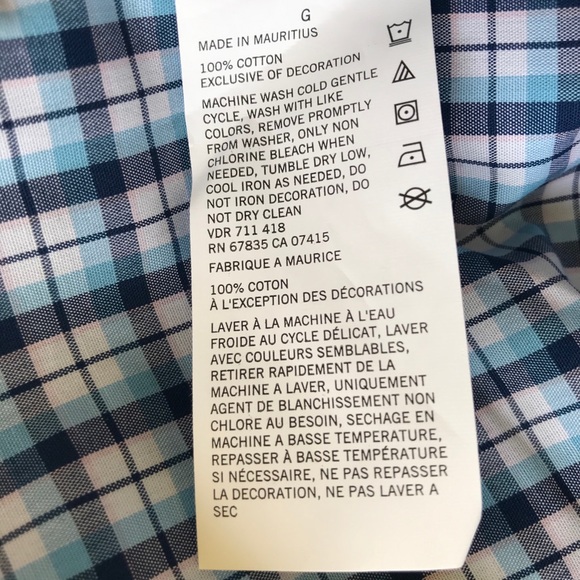 G
MADE IN MAURITIUS
100% COTTON
EXCLUSIVE OF DECORATION
MACHINE WASH COLD GENTLE
CYCLE, WASH WITH LIKE
COLORS, REMOVE PROMPTLY
FROM WASHER, ONLY NON
CHLORINE BLEACH WHEN
NEEDED, TUMBLE DRY LOW,
COOL IRON AS NEEDED, DO
NOT IRON DECORATION, DO
NOT DRY CLEAN
VDR 711 418
RN 67835 CA 07415
FABRIQUE A MAURICE
100% COTON
À L'EXCEPTION DES DÉCORATIONS
LAVER À LA MACHINE À L'EAU
FROIDE AU CYCLE DÉLICAT, LAVER
AVEC COULEURS SEMBLABLES,
RETIRER RAPIDEMENT DE LA
MACHINE A LAVER, UNIQUEMENT
AGENT DE BLANCHISSEMENT NON
CHLORE AU BESOIN, SECHAGE EN
MACHINE A BASSE TEMPERATURE,
REPASSER À BASSE TEMPÉRATURE
SI NÉCESSAIRE, NE PAS REPASSER
LA DECORATION, NE PAS LAVER A
SEC